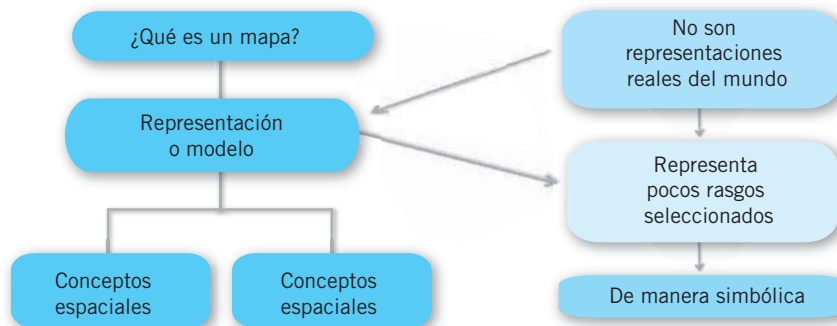 ¿Qué es un mapa?
Representación
o modelo
Conceptos
espaciales
Conceptos
espaciales
No son
representaciones
reales del mundo
Representa
pocos rasgos
seleccionados
De manera simbólica